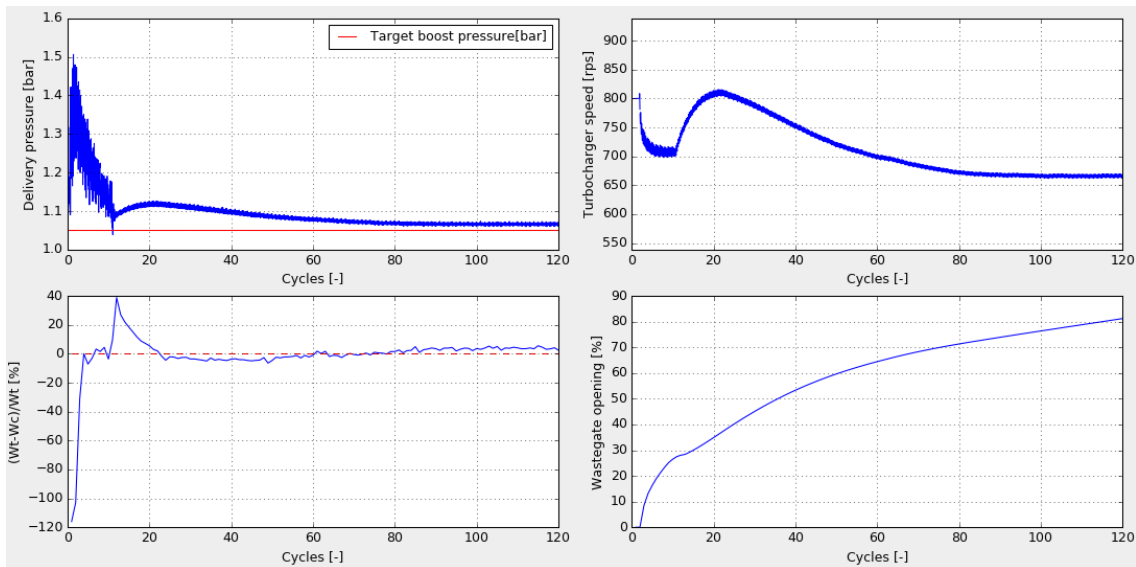 1.6
1.5
1.4
1.3
1.2
1.1
1.0
Delivery pressure [bar]
Target boost pressure[bar]
0 20 40 60 80 100 120
Cycles [-]
900
850
800
750
700
650
600
550
Turbocharger speed [rps]
0 20 40 60 80 100 120
Cycles [-]
40
20
0
−20
−40
−60
−80
−100
−120
(Wt-Wc)/Wt [%]
0 20 40 60 80 100 120
Cycles [-]
90
80
70
60
50
40
30
20
10
0
Wastegate opening [%]
0 20 40 60 80 100 120
Cycles [-]